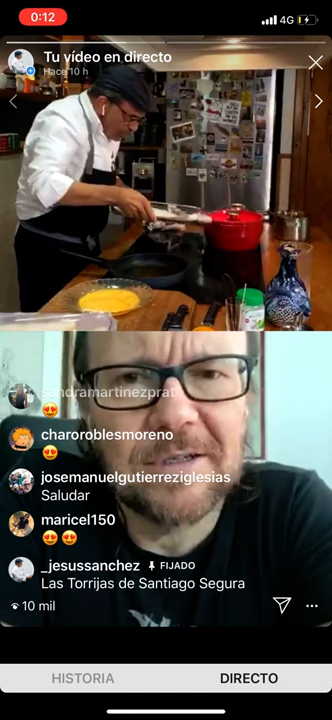 0:12
4G
Tu vídeo en directo
Hace 10 h
sandramartinezprat
😍
charoroblesmoreno
😍
josemanuelgutierreziglesias
Saludar
maricel150
😍😍
_jesussanchez FIJADO
Las Torrijas de Santiago Segura
10 mil
HISTORIA DIRECTO